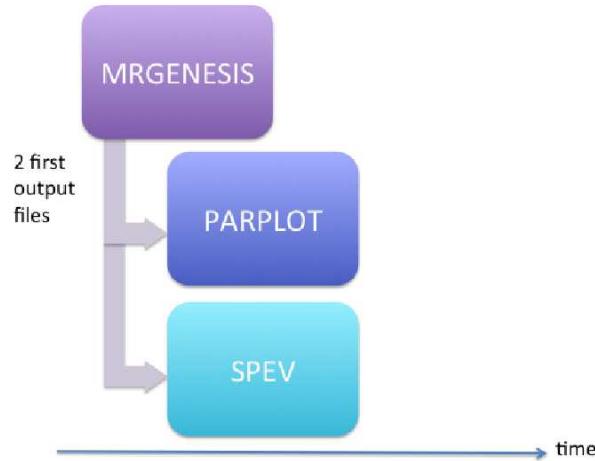 MRGENESIS
2 first
output
files
PARPLOT
SPEV
time